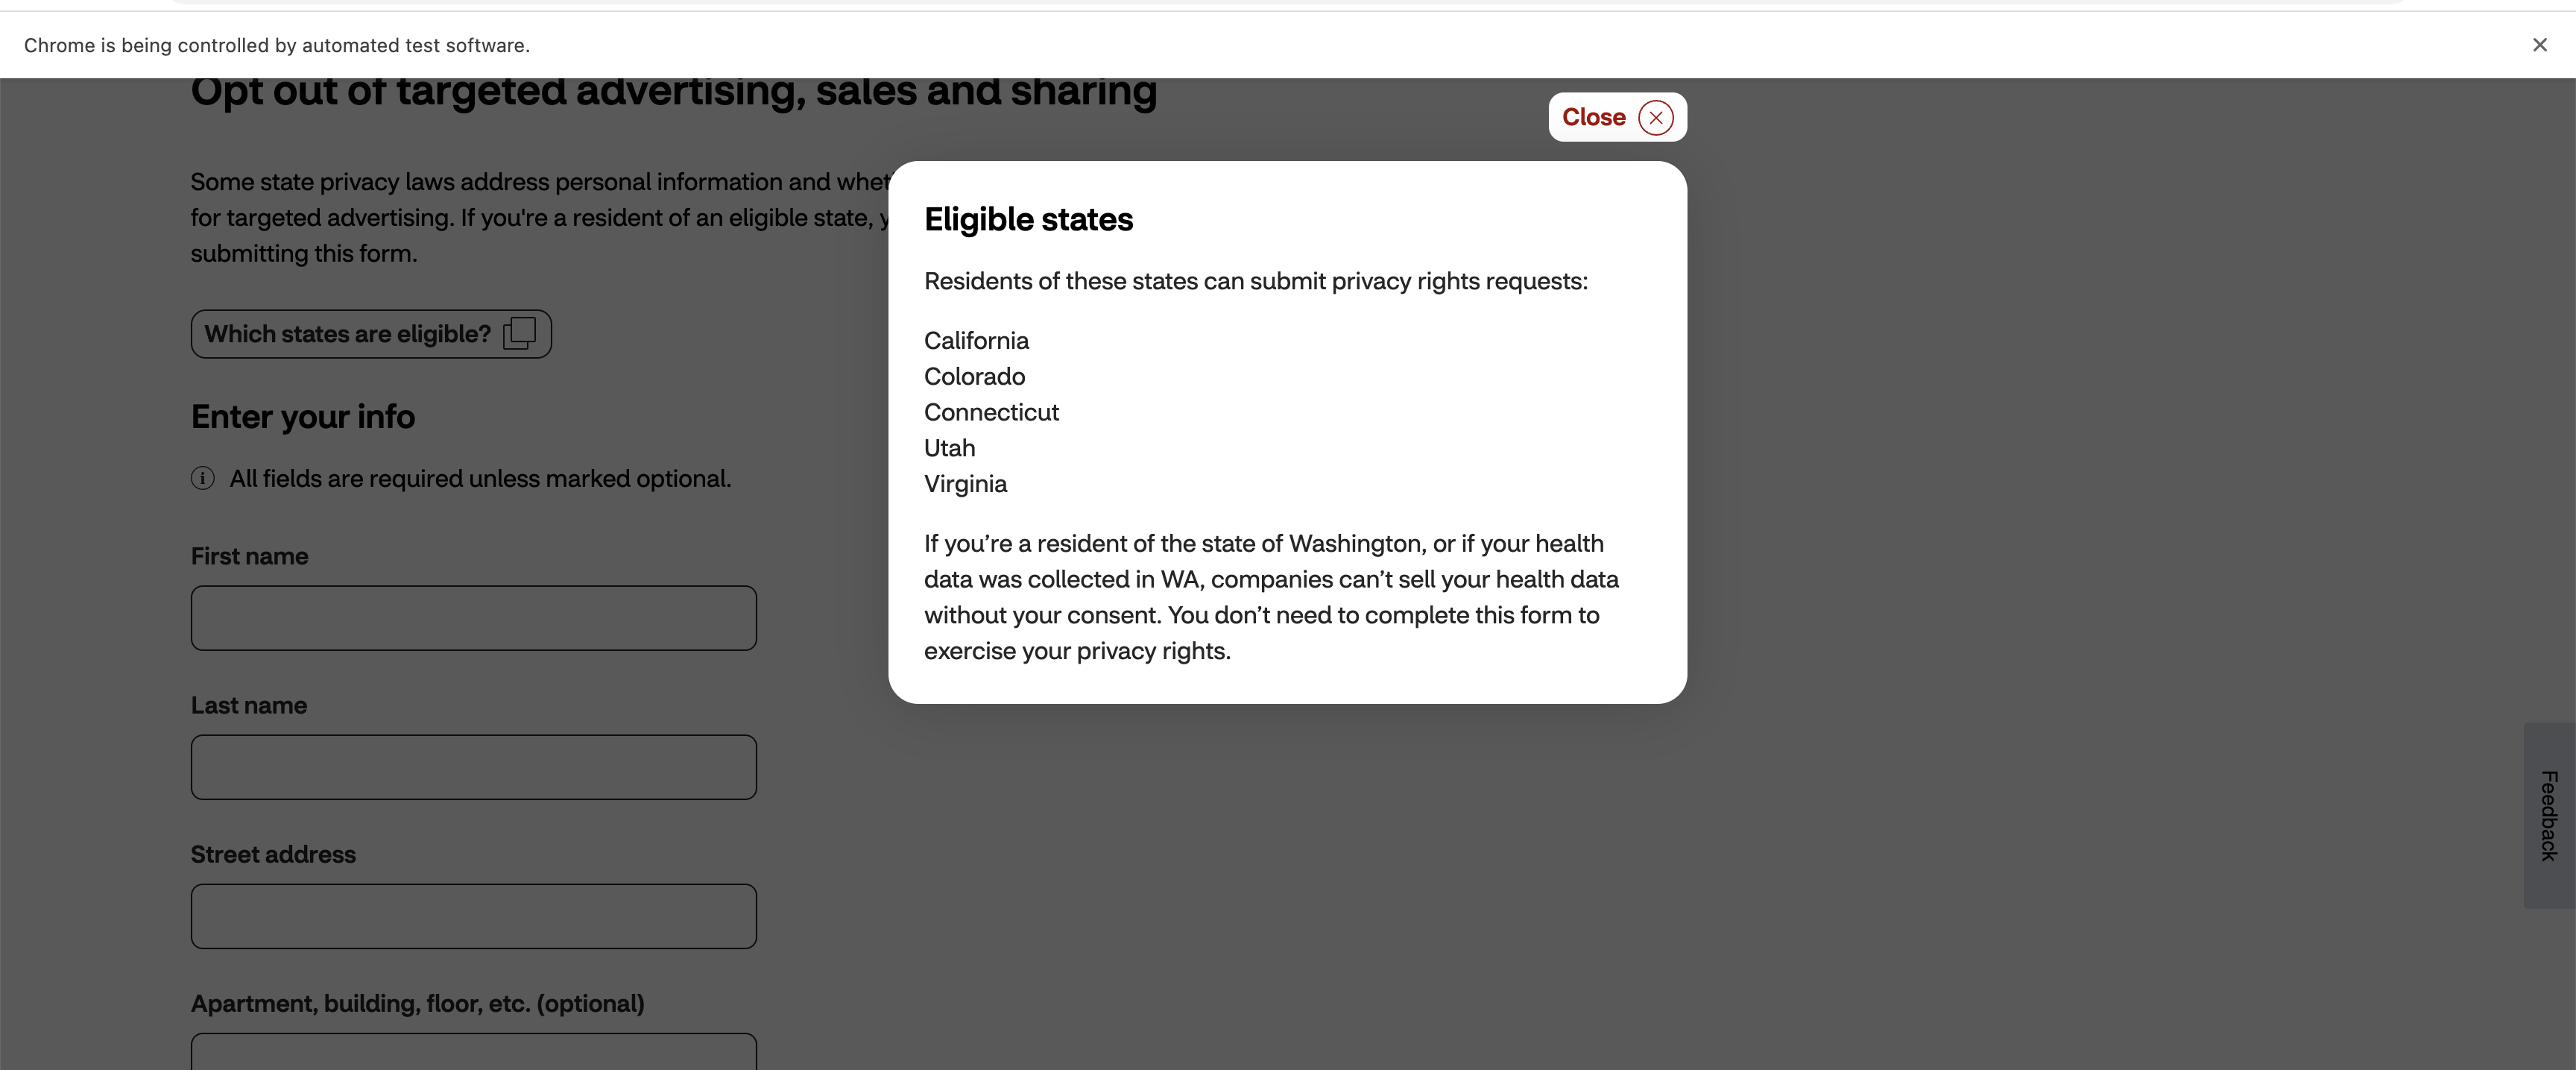 Chrome is being controlled by automated test software.
Opt out of targeted advertising, sales and sharing
Close
Some state privacy laws address personal information and
for targeted advertising. If you're a resident of an eligible state,
submitting this form.
Which states are eligible?
Enter your info
All fields are required unless marked optional.
First name
Last name
Street address
Apartment, building, floor, etc. (optional)
Eligible states
Residents of these states can submit privacy rights requests:
California
Colorado
Connecticut
Utah
Virginia
If you’re a resident of the state of Washington, or if your health
data was collected in WA, companies can’t sell your health data
without your consent. You don’t need to complete this form to
exercise your privacy rights.
Feedback